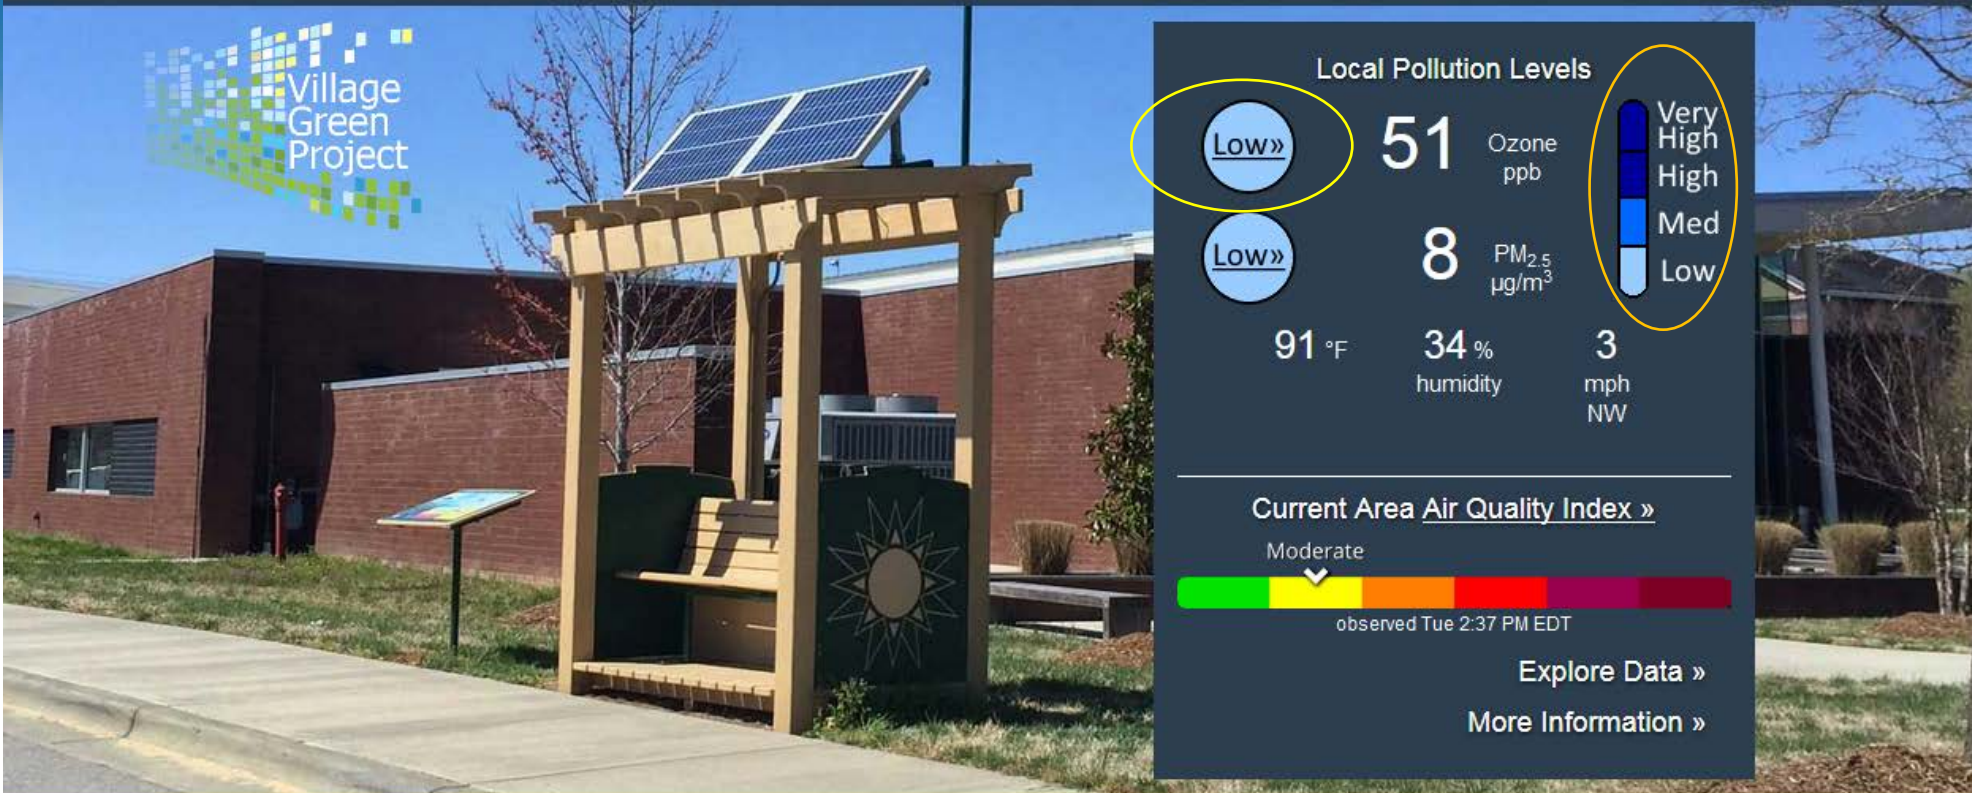 Village
Green
Project
Local Pollution Levels
Low»
51
Ozone
ppb
Very
High
High
Med
Low
Low»
8
PM2.5
µg/m³
91 °F
34 %
humidity
3
mph
NW
Current Area Air Quality Index »
Moderate
observed Tue 2:37 PM EDT
Explore Data »
More Information »